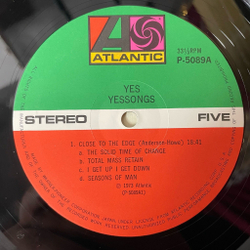 ATLANTIC
33⅓RPM
P-5089A
YES
YESSONGS
STEREO
FIVE
1. CLOSE TO THE EDGE (Anderson-Howe) 18:41
a. THE SOLID TIME OF CHANGE
b. TOTAL MASS RETAIN
c. I GET UP I GET DOWN
d. SEASONS OF MAN
Ⓟ 1973 Atlantic